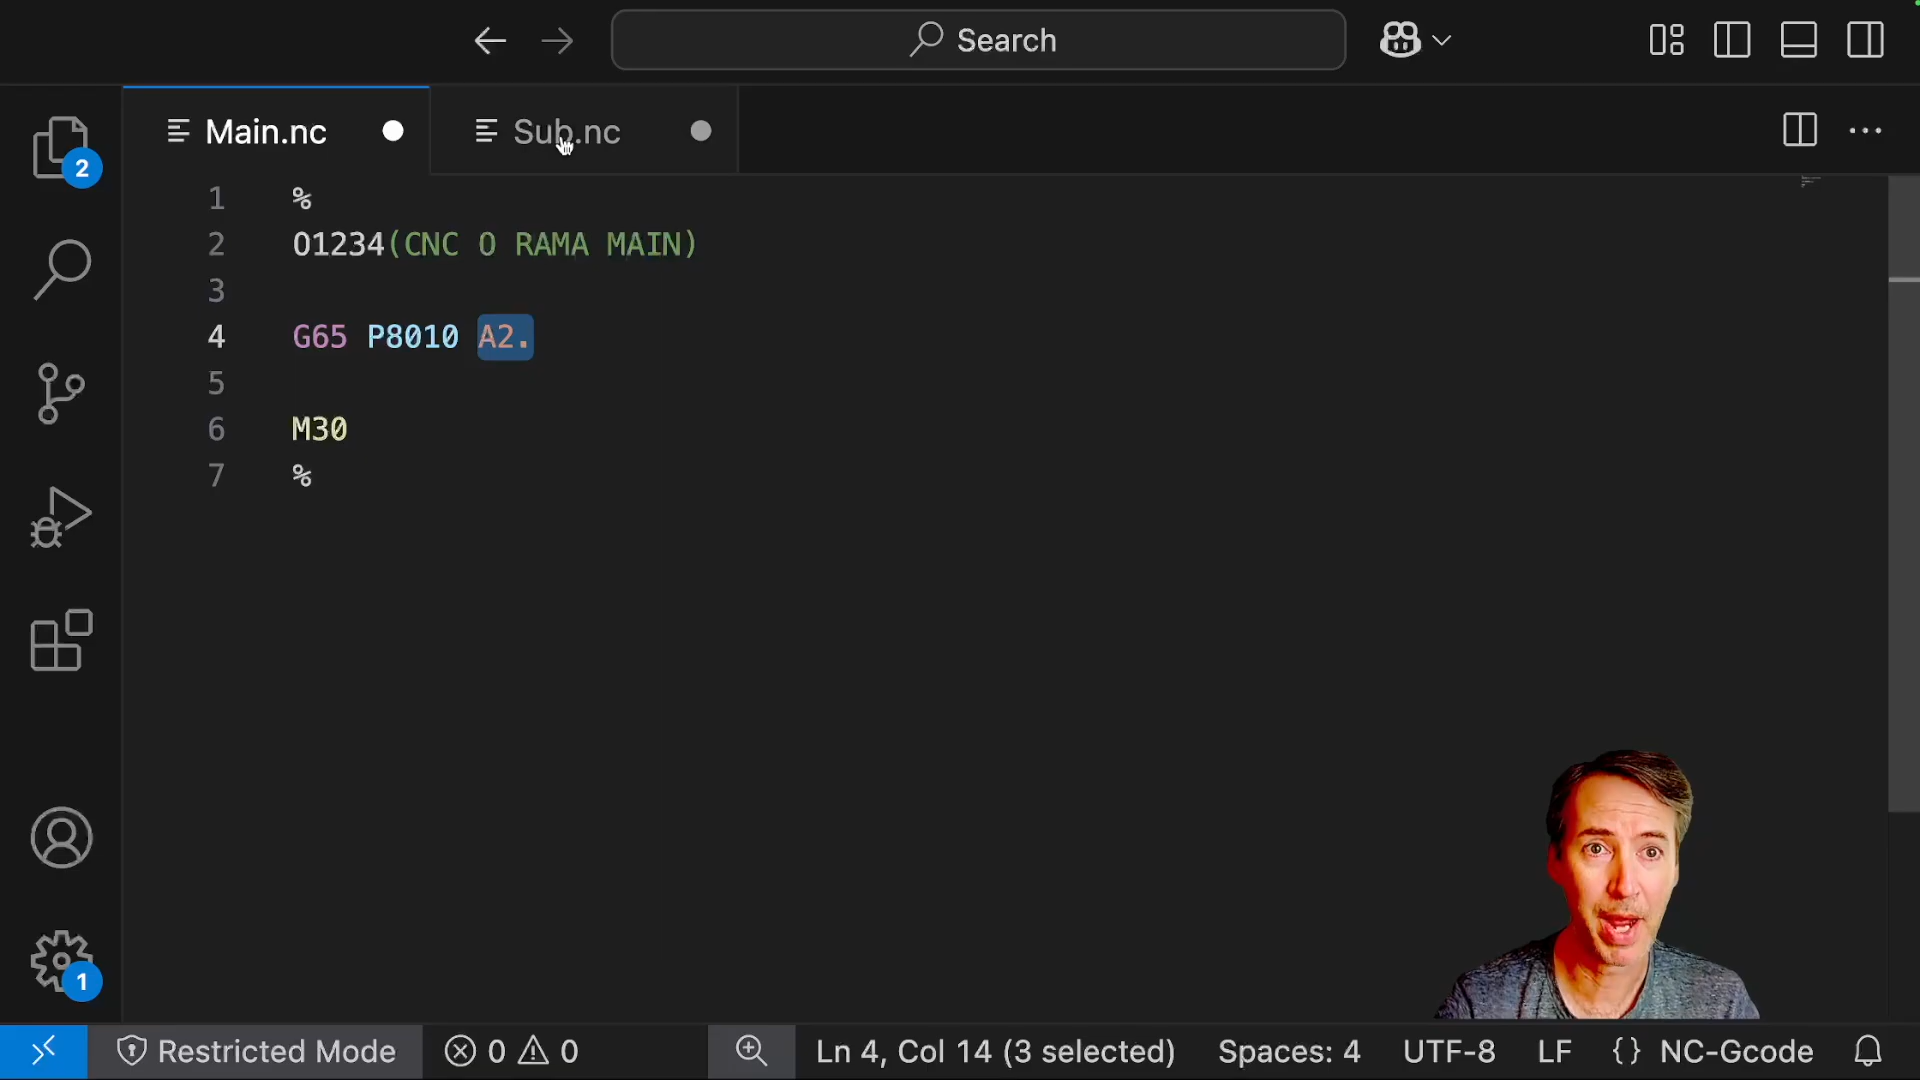 Search
Main.nc
Sub.nc
2
1 %
2 O1234(CNC O RAMA MAIN)
3
4 G65 P8010 A2.
5
6 M30
7 %
1
Restricted Mode
0
0
Ln 4, Col 14 (3 selected)
Spaces: 4
UTF-8
LF
{} NC-Gcode